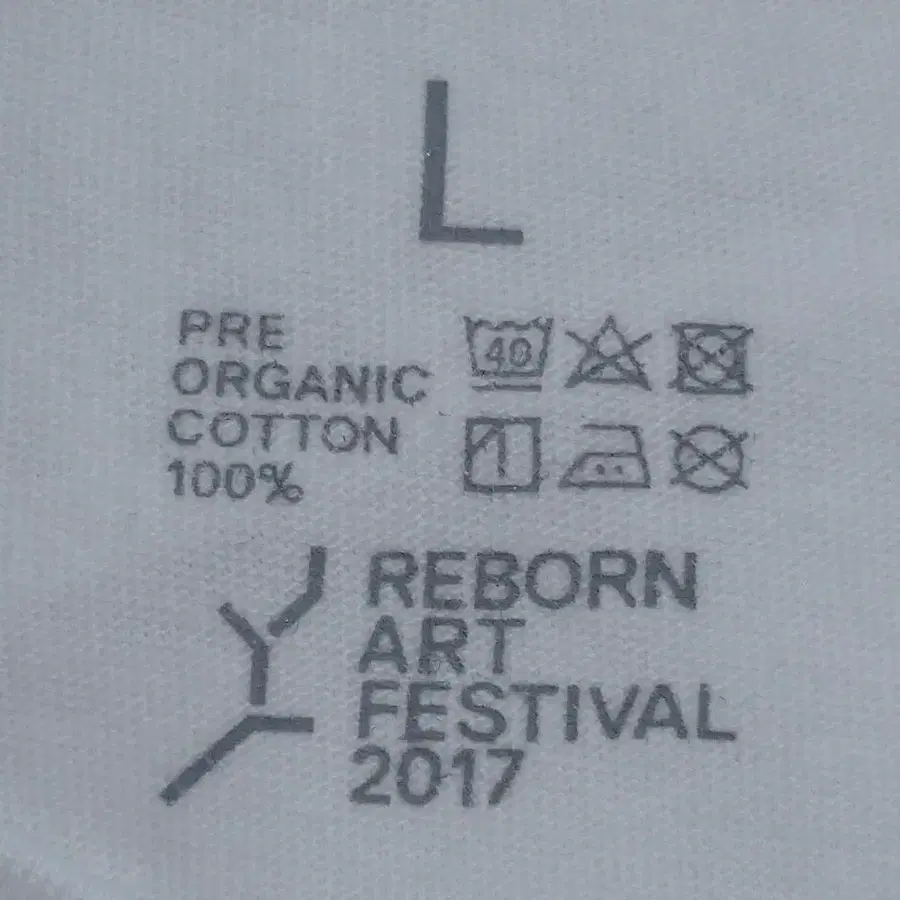 L
PRE
ORGANIC
COTTON
100%
40
REBORN
ART
FESTIVAL
2017